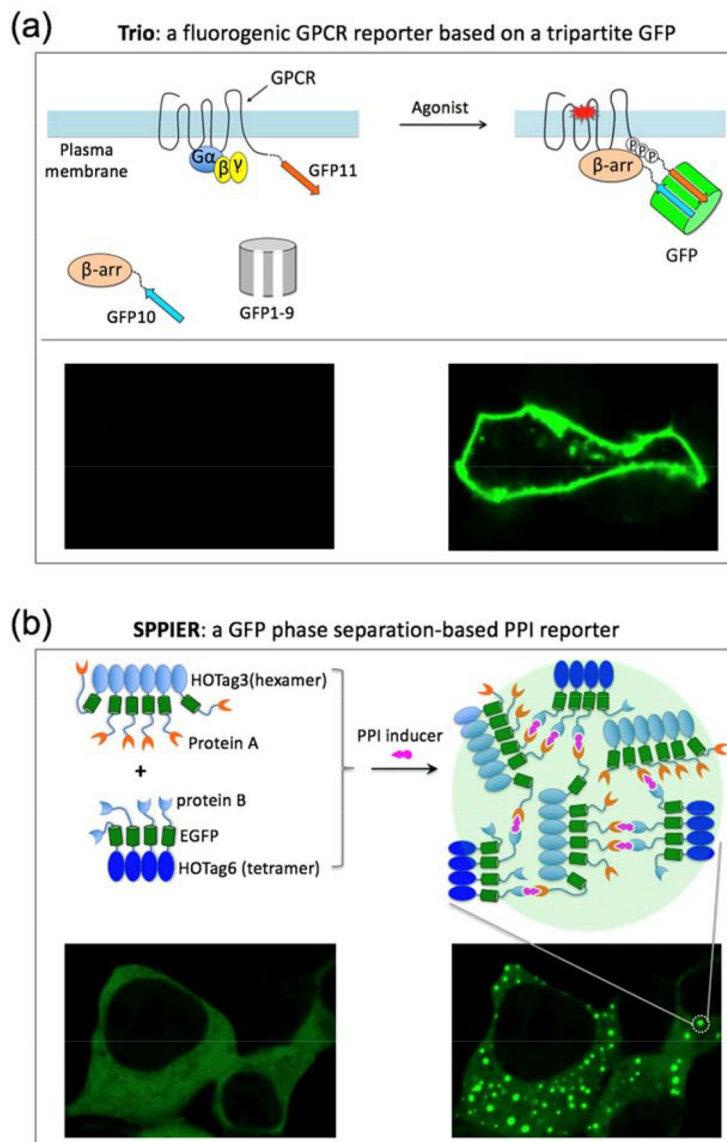 (a)
Trio: a fluorogenic GPCR reporter based on a tripartite GFP
GPCR
Agonist
Plasma
membrane
Gα
β
γ
GFP11
β-arr
P
P
P
GFP
β-arr
GFP10
GFP1-9
(b)
SPPIER: a GFP phase separation-based PPI reporter
HOTag3(hexamer)
Protein A
+
PPI inducer
protein B
EGFP
HOTag6 (tetramer)